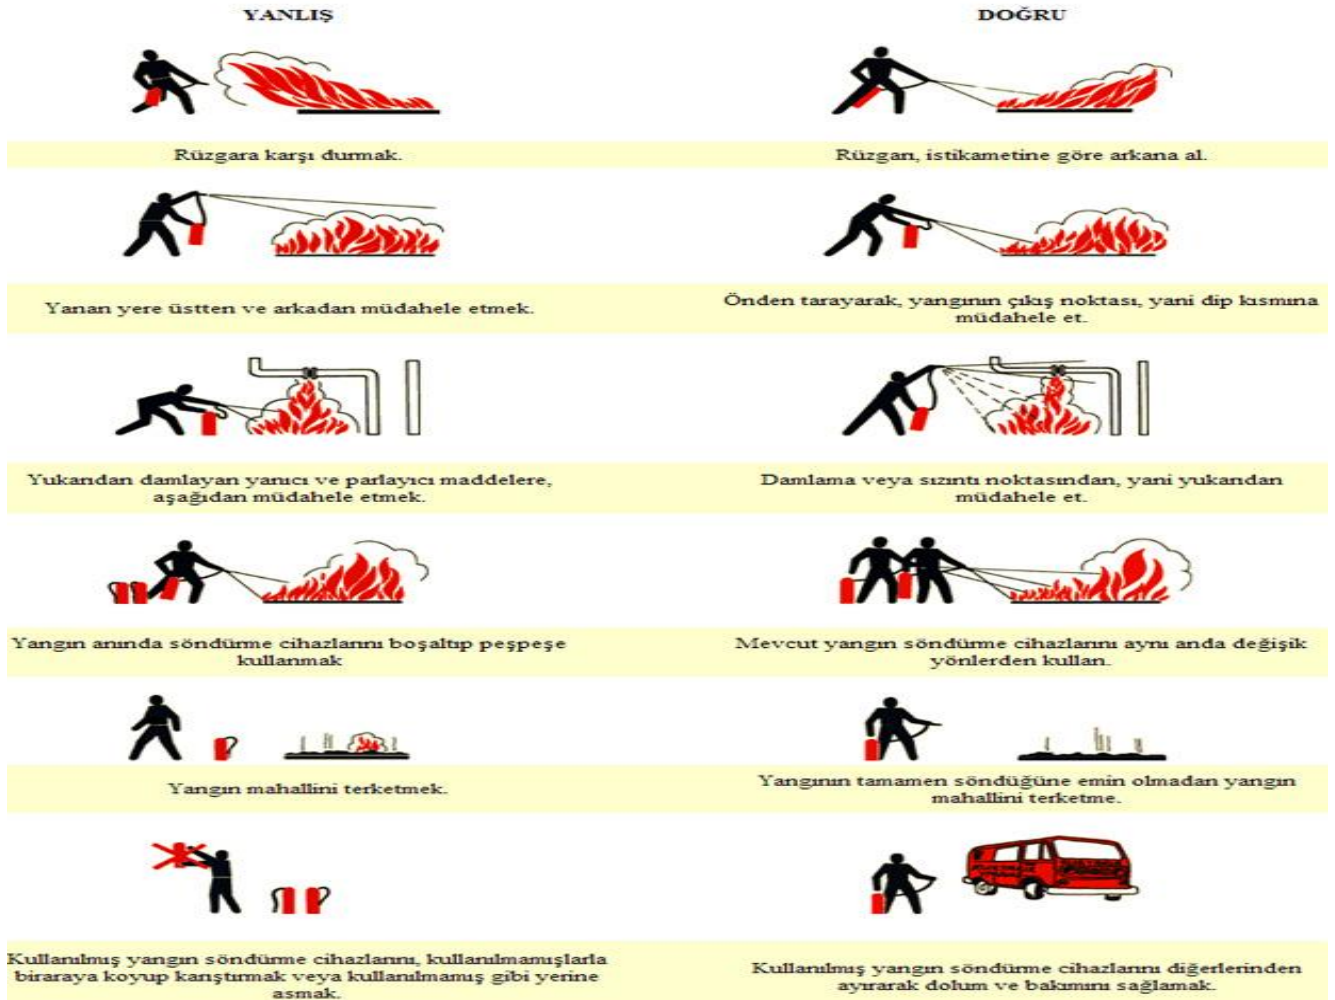 YANLIŞ
DOĞRU
Rüzgara karşı durmak.
Rüzgarı, istikametine göre arkana al.
Yanan yere üstten ve arkadan müdahele etmek.
Önden tarayarak, yangının çıkış noktası, yani dip kısmına
müdahele et.
Yukarıdan damlayan yanıcı ve parlayıcı maddelere,
aşağıdan müdahele etmek.
Damlama veya sızıntı noktasından, yani yukarıdan
müdahele et.
Yangın anında söndürme cihazlarını boşaltıp peşpeşe
kullanmak
Mevcut yangın söndürme cihazlarını aynı anda değişik
yönlerden kullan.
Yangın mahallini terketmek.
Yangının tamamen söndüğüne emin olmadan yangın
mahallini terketme.
Kullanılmış yangın söndürme cihazlarını, kullanılmamışlarla
biraraya koyup karıştırmak veya kullanılmamış gibi yerine
asmak.
Kullanılmış yangın söndürme cihazlarını diğerlerinden
ayırarak dolum ve bakımını sağlamak.